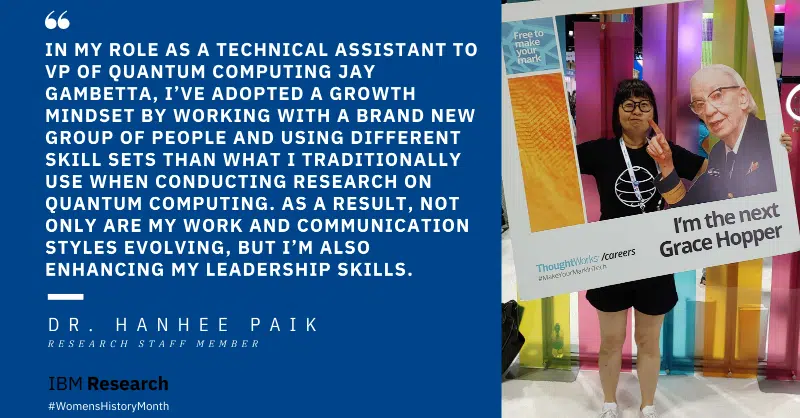 IN MY ROLE AS A TECHNICAL ASSISTANT TO
VP OF QUANTUM COMPUTING JAY
GAMBETTA, I’VE ADOPTED A GROWTH
MINDSET BY WORKING WITH A BRAND NEW
GROUP OF PEOPLE AND USING DIFFERENT
SKILL SETS THAN WHAT I TRADITIONALLY
USE WHEN CONDUCTING RESEARCH ON
QUANTUM COMPUTING. AS A RESULT, NOT
ONLY ARE MY WORK AND COMMUNICATION
STYLES EVOLVING, BUT I’M ALSO
ENHANCING MY LEADERSHIP SKILLS.
DR. HANHEE PAIK
RESEARCH STAFF MEMBER
IBM Research
#WomensHistoryMonth
Free to
make
your
mark
I’m the next
Grace Hopper
ThoughtWorks® /careers
#MakeYourMarkInTech